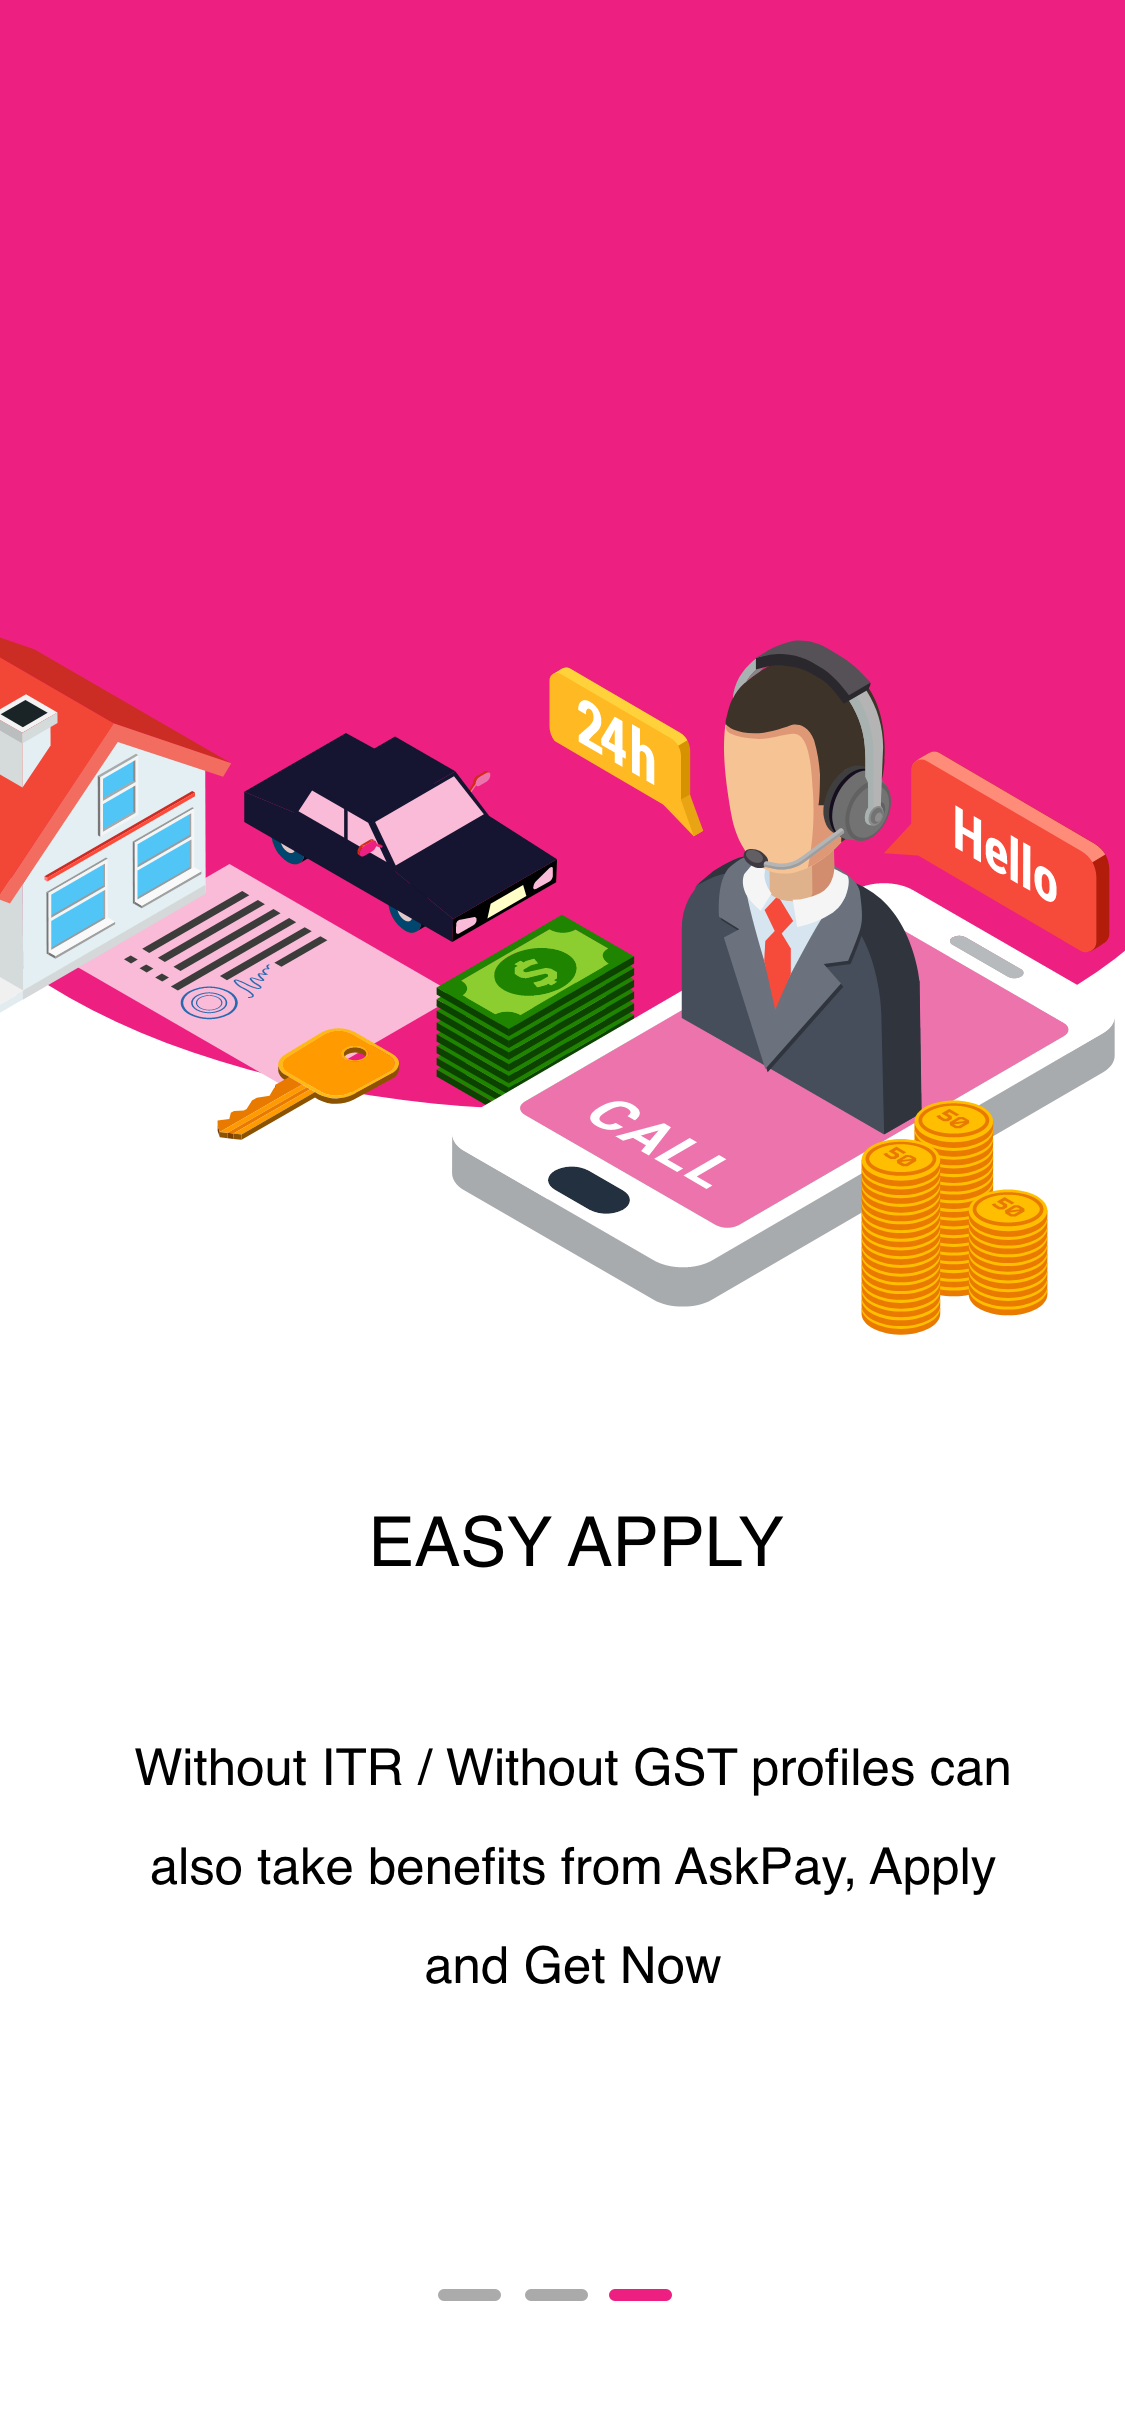 24h
Hello
CALL
$
50
50
50
EASY APPLY
Without ITR / Without GST profiles can
also take benefits from AskPay, Apply
and Get Now